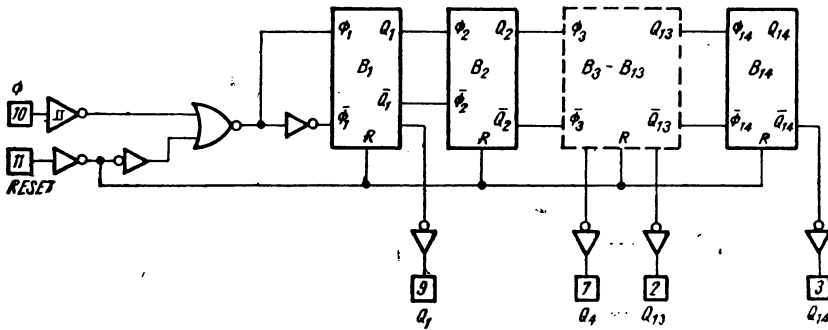 Φ₁ Q₁ Φ₂ Q₂ Φ₃ Q₁₃ Φ₁₄ Q₁₄
B₁ B₂ B₃ – B₁₃ B₁₄
Φ
10
Q̄₁ Φ̄₂
Φ̄₁ Q̄₂ Φ̄₃ Q̄₁₃ Φ̄₁₄ Q̄₁₄
R R R R
11
RESET
9 7 2 3
Q₁ Q₄ ... Q₁₃ Q₁₄